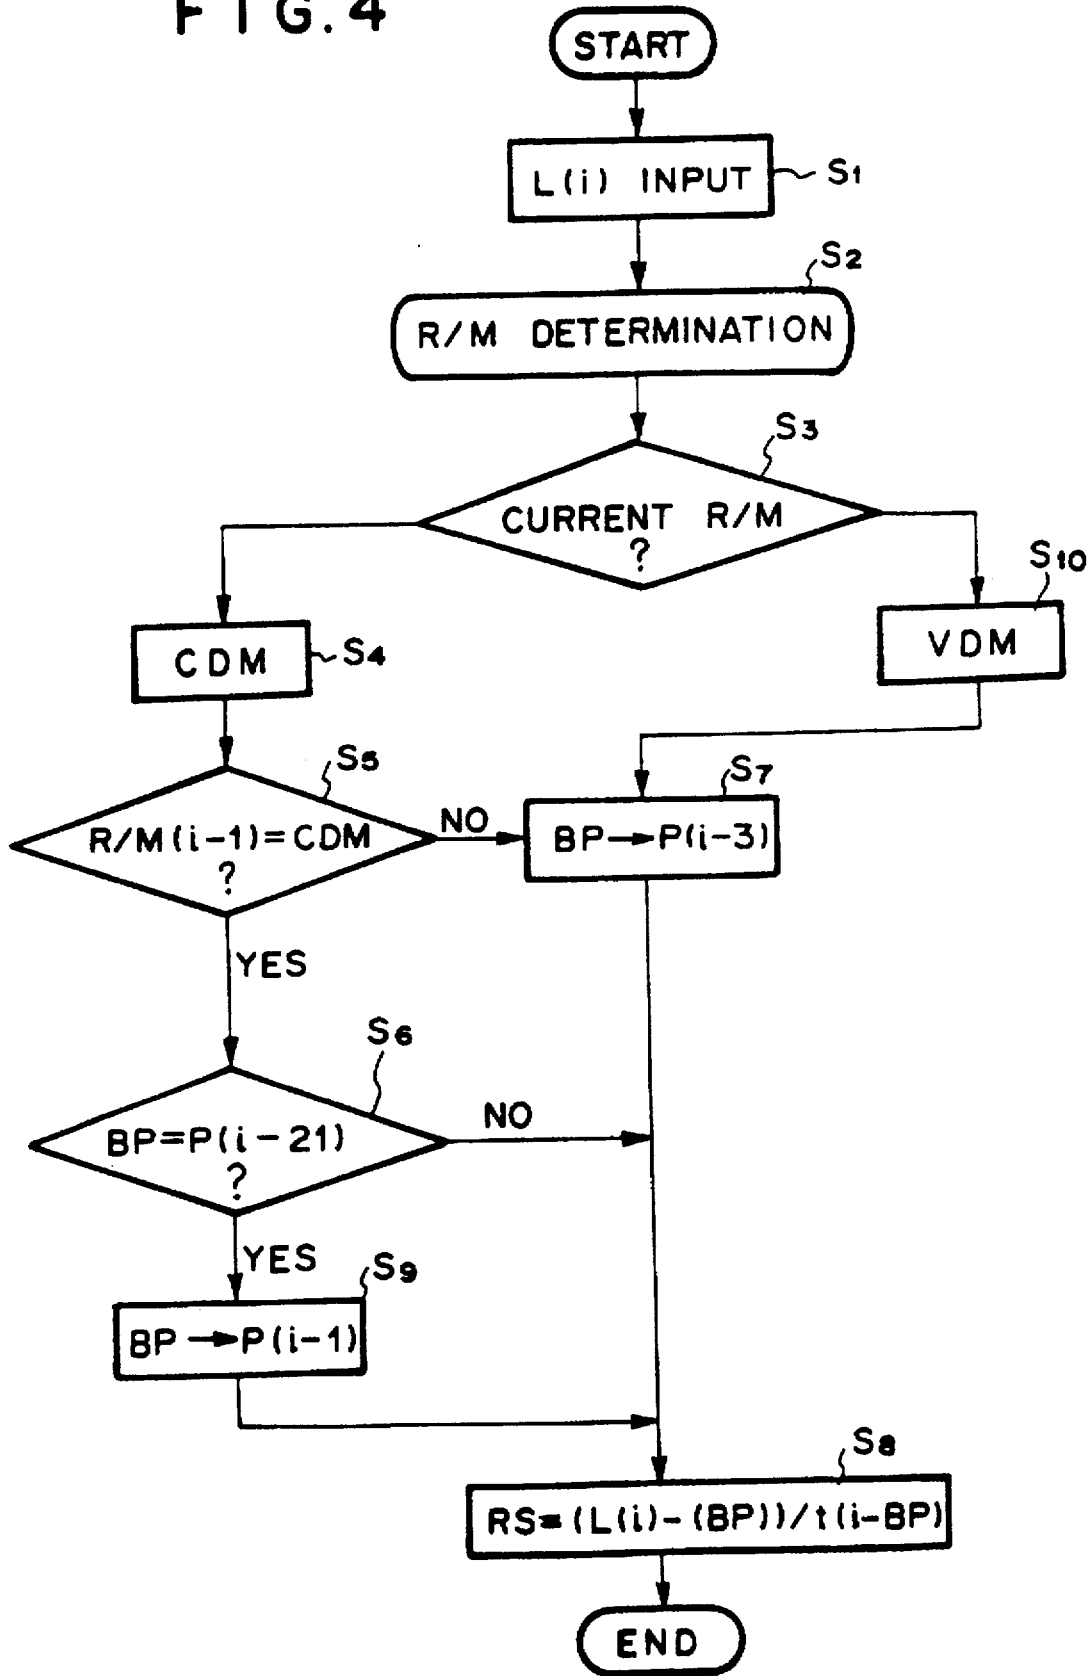 FIG.4
START
L(i) INPUT
S1
S2
R/M DETERMINATION
S3
CURRENT R/M
?
S10
CDM
S4
VDM
S5
S7
R/M(i-1)=CDM
?
NO
BP→P(i-3)
YES
S6
BP=P(i-21)
?
NO
YES
S9
BP→P(i-1)
S8
RS=(L(i)-(BP))/t(i-BP)
END